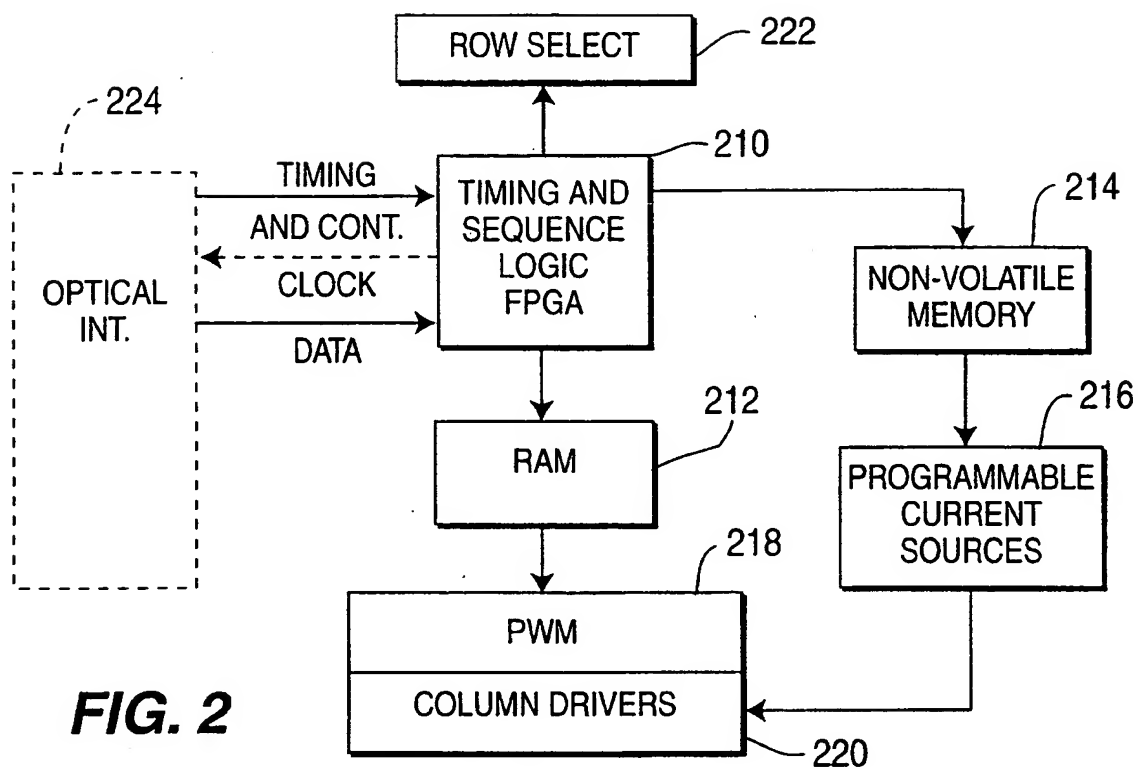 ROW SELECT
222
224
210
TIMING
AND CONT.
CLOCK
DATA
TIMING AND
SEQUENCE
LOGIC
FPGA
214
OPTICAL
INT.
NON-VOLATILE
MEMORY
212
RAM
216
PROGRAMMABLE
CURRENT
SOURCES
218
PWM
COLUMN DRIVERS
220
FIG. 2